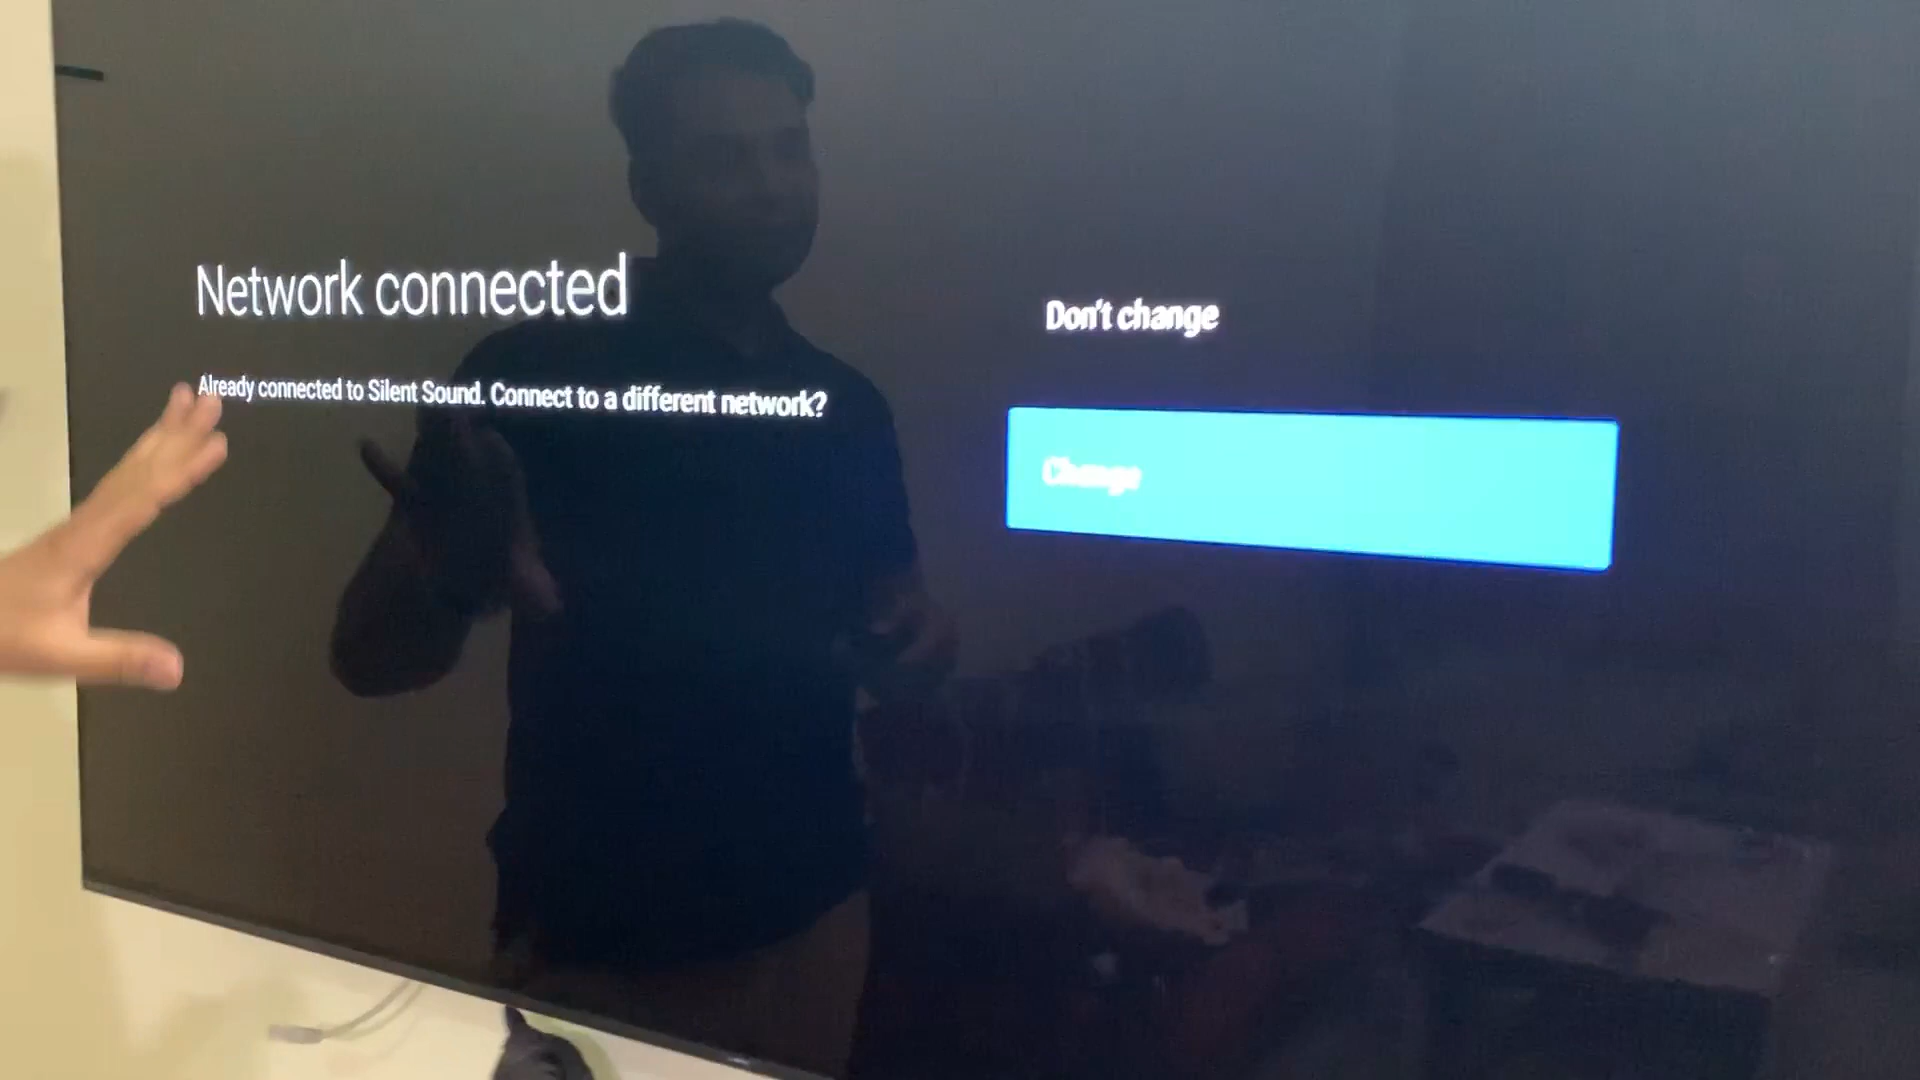 Network connected
Already connected to Silent Sound. Connect to a different network?
Don't change
Change